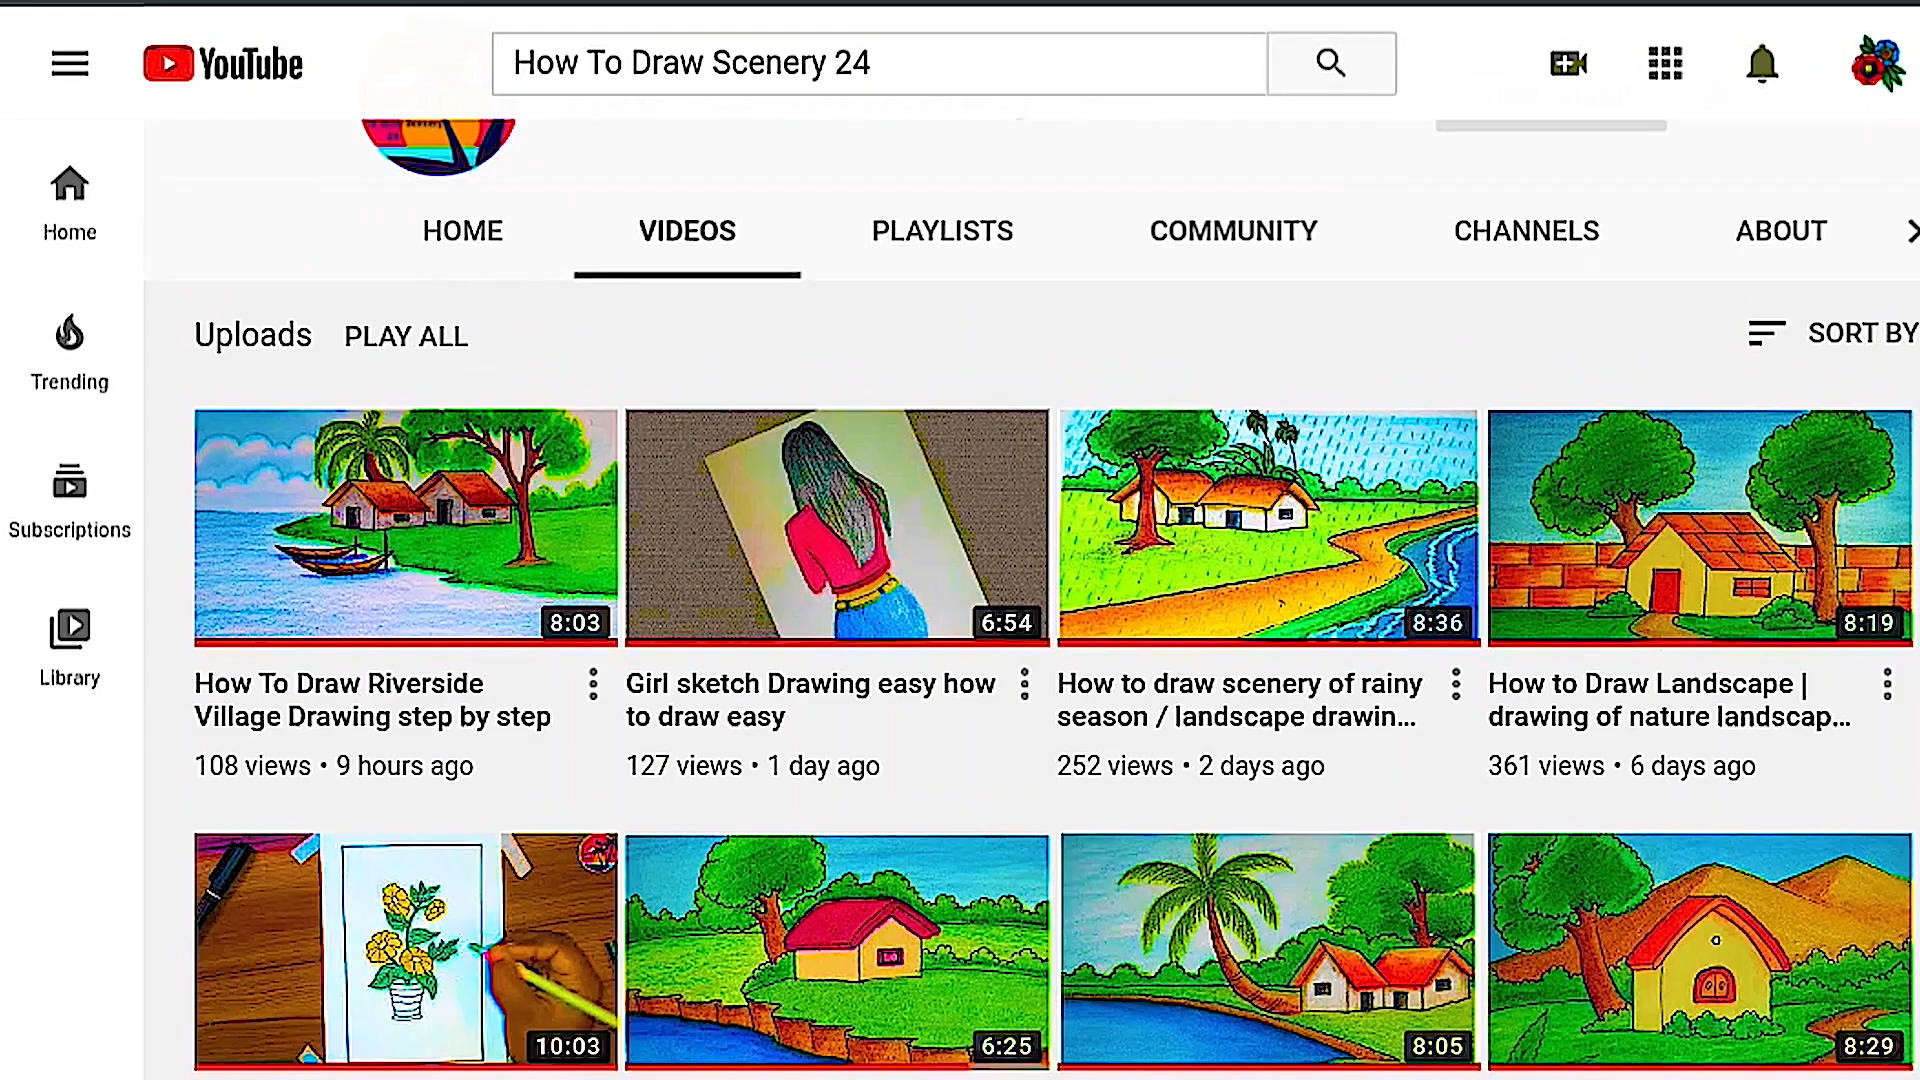 YouTube
How To Draw Scenery 24
Home
Trending
Subscriptions
Library
HOME VIDEOS PLAYLISTS COMMUNITY CHANNELS ABOUT
Uploads PLAY ALL
SORT BY
8:03
6:54
8:36
8:19
How To Draw Riverside
Village Drawing step by step
108 views • 9 hours ago
Girl sketch Drawing easy how
to draw easy
127 views • 1 day ago
How to draw scenery of rainy
season / landscape drawin...
252 views • 2 days ago
How to Draw Landscape |
drawing of nature landscap...
361 views • 6 days ago
10:03
6:25
8:05
8:29